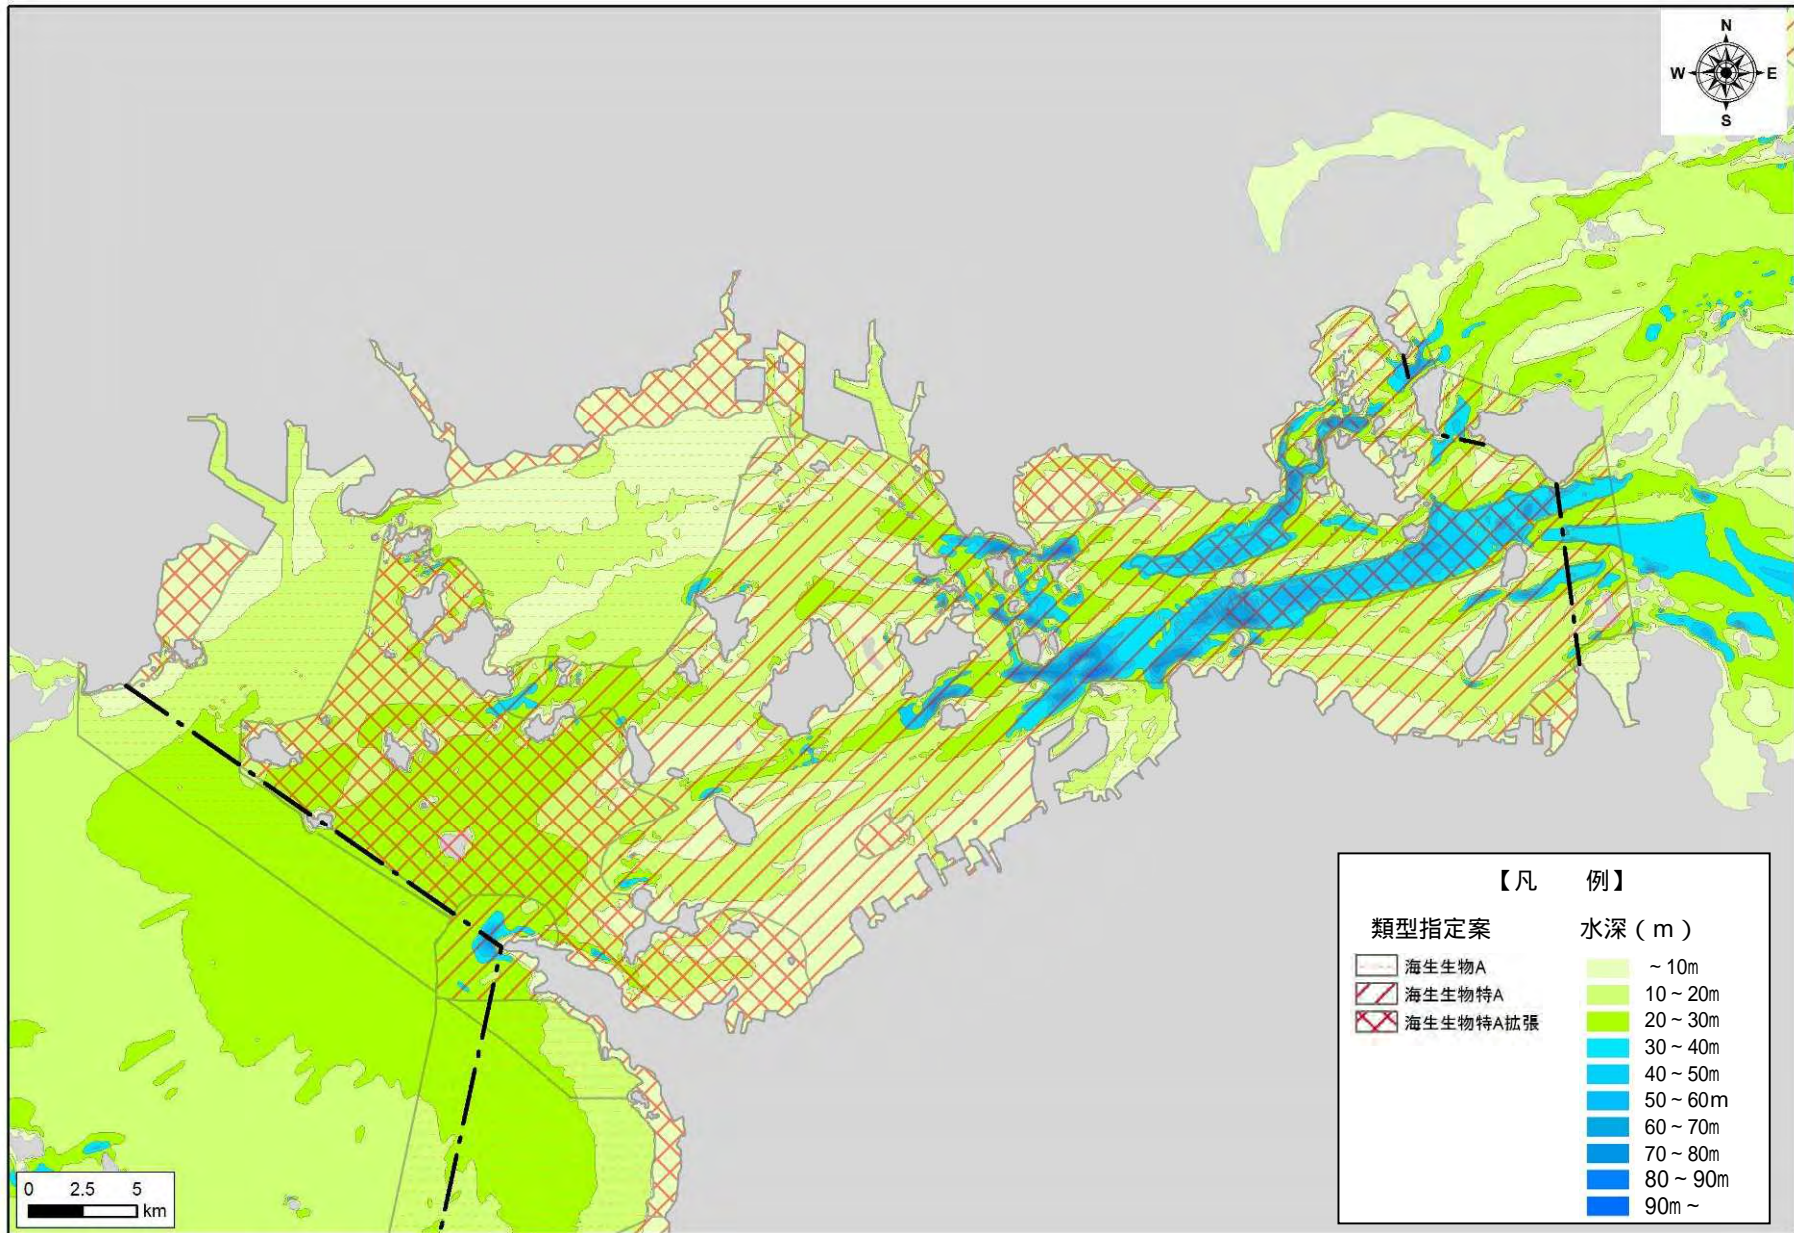 N
W E
S
【凡 例】
類型指定案 水深(m)
海生生物A
海生生物特A
海生生物特A拡張
~10m
10~20m
20~30m
30~40m
40~50m
50~60m
60~70m
70~80m
80~90m
90m~
0 2.5 5
km